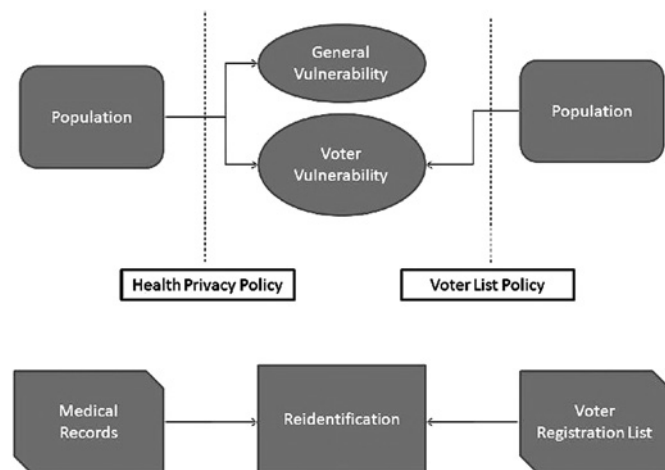 General
Vulnerability
Population
Population
Voter
Vulnerability
Health Privacy Policy
Voter List Policy
Medical
Records
Reidentification
Voter
Registration List